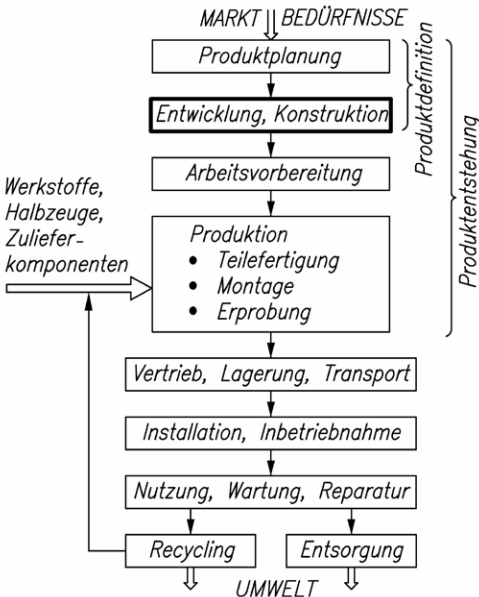 MARKT BEDÜRFNISSE
Produktplanung
Entwicklung, Konstruktion
Produktdefinition
Produktentstehung
Arbeitsvorbereitung
Werkstoffe,
Halbzeuge,
Zuliefer-
komponenten
Produktion
• Teilefertigung
• Montage
• Erprobung
Vertrieb, Lagerung, Transport
Installation, Inbetriebnahme
Nutzung, Wartung, Reparatur
Recycling
Entsorgung
UMWELT